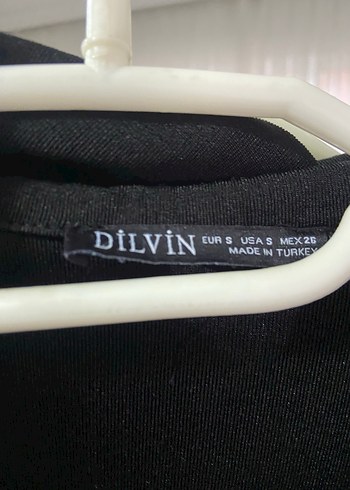 DİLVİN
EUR S USA S MEX 26
MADE IN TURKEY